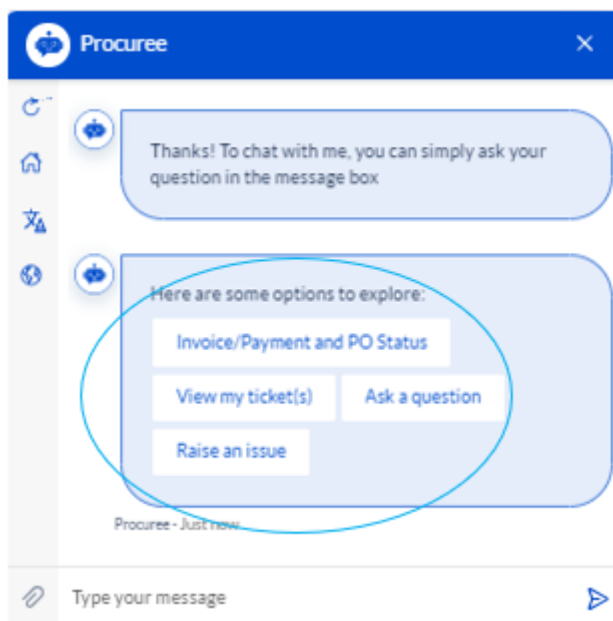 Procuree
Thanks! To chat with me, you can simply ask your
question in the message box
Here are some options to explore:
Invoice/Payment and PO Status
View my ticket(s) Ask a question
Raise an issue
Procuree - Just now
Type your message